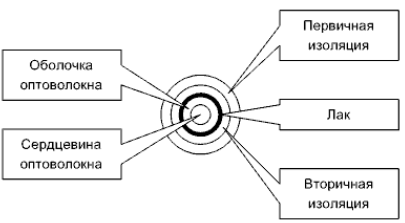 Первичная
изоляция
Оболочка
оптоволокна
Лак
Сердцевина
оптоволокна
Вторичная
изоляция